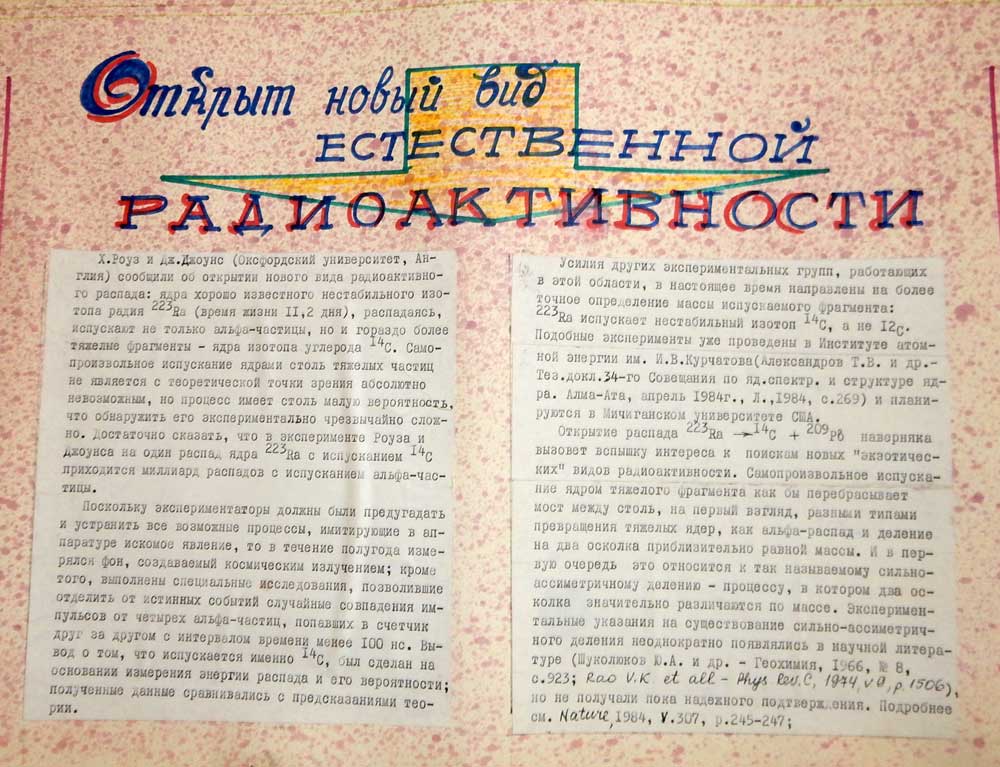 Открыт новый вид
ЕСТЕСТВЕННОЙ
РАДИОАКТИВНОСТИ
Х.Роуз и Дж.Джоунс (Оксфордский университет, Ан-
глия) сообщили об открытии нового вида радиоактивно-
го распада: ядра хорошо известного нестабильного изо-
топа радия ²²³Ra (время жизни II,2 дня), распадаясь,
испускают не только альфа-частицы, но и гораздо более
тяжелые фрагменты - ядра изотопа углерода ¹⁴C. Само-
произвольное испускание ядрами столь тяжелых частиц
не является с теоретической точки зрения абсолютно
невозможным, но процесс имеет столь малую вероятность,
что обнаружить его экспериментально чрезвычайно слож-
но. Достаточно сказать, что в эксперименте Роуза и
Джоунса на один распад ядра ²²³Ra с испусканием ¹⁴C
приходится миллиард распадов с испусканием альфа-час-
тицы.
Поскольку экспериментаторы должны были предугадать
и устранить все возможные процессы, имитирующие в ап-
паратуре искомое явление, то в течение полугода изме-
рялся фон, создаваемый космическим излучением; кроме
того, выполнены специальные исследования, позволившие
отделить от истинных событий случайные совпадения им-
пульсов от четырех альфа-частиц, попавших в счетчик
друг за другом с интервалом времени менее I00 нс. Вы-
вод о том, что испускается именно ¹⁴C, был сделан на
основании измерения энергии распада и его вероятности;
полученные данные сравнивались с предсказаниями тео-
рии.
Усилия других экспериментальных групп, работающих
в этой области, в настоящее время направлены на более
точное определение массы испускаемого фрагмента:
²²³Ra испускает нестабильный изотоп ¹⁴C, а не I2C.
Подобные эксперименты уже проведены в Институте атом-
ной энергии им. И.В.Курчатова(Александров Т.В. и др.-
Тез.докл.34-го Совещания по яд.спектр. и структуре яд-
ра. Алма-Ата, апрель I984г., Л.,I984, с.269) и плани-
руются в Мичиганском университете США.
Открытие распада ²²³Ra → ¹⁴C + ²⁰⁹Pb наверняка
вызовет вспышку интереса к поискам новых "экзотичес-
ких" видов радиоактивности. Самопроизвольное испуска-
ние ядром тяжелого фрагмента как бы перебрасывает
мост между столь, на первый взгляд, разными типами
превращения тяжелых ядер, как альфа-распад и деление
на два осколка приблизительно равной массы. И в пер-
вую очередь это относится к так называемому сильно-
ассиметричному делению - процессу, в котором два ос-
колка значительно различаются по массе. Эксперимен-
тальные указания на существование сильно-ассиметрич-
ного деления неоднократно появлялись в научной литера-
туре (Шуколюков Ю.А. и др. - Геохимия, I966, № 8,
с.923; Rao V.K. et all - Phys Rev.C, 1974, v 9, p. 1506),
но не получали пока надежного подтверждения. Подробнее
см. Nature, I984, V.307, p.245-247;